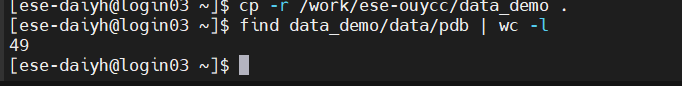 [ese-daiyh@login03 ~]$ cp -r /work/ese-ouycc/data_demo .
[ese-daiyh@login03 ~]$ find data_demo/data/pdb | wc -l
49
[ese-daiyh@login03 ~]$